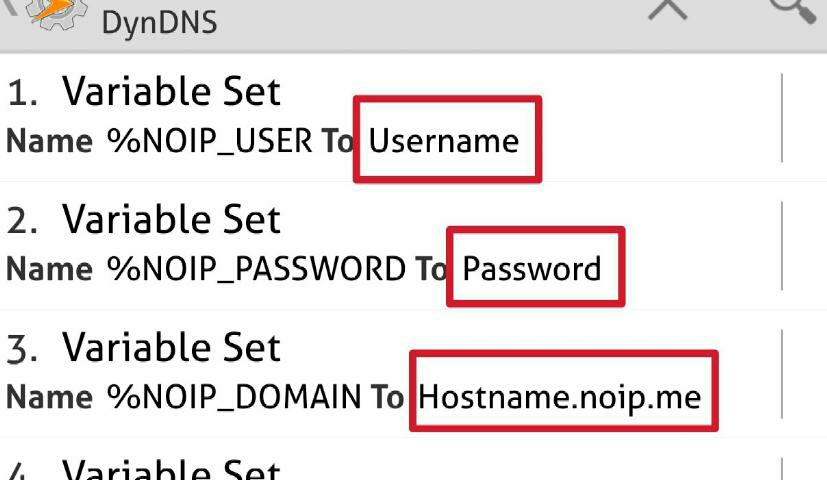 DynDNS
1. Variable Set
Name %NOIP_USER To Username
2. Variable Set
Name %NOIP_PASSWORD To Password
3. Variable Set
Name %NOIP_DOMAIN To Hostname.noip.me
4. Variable Set